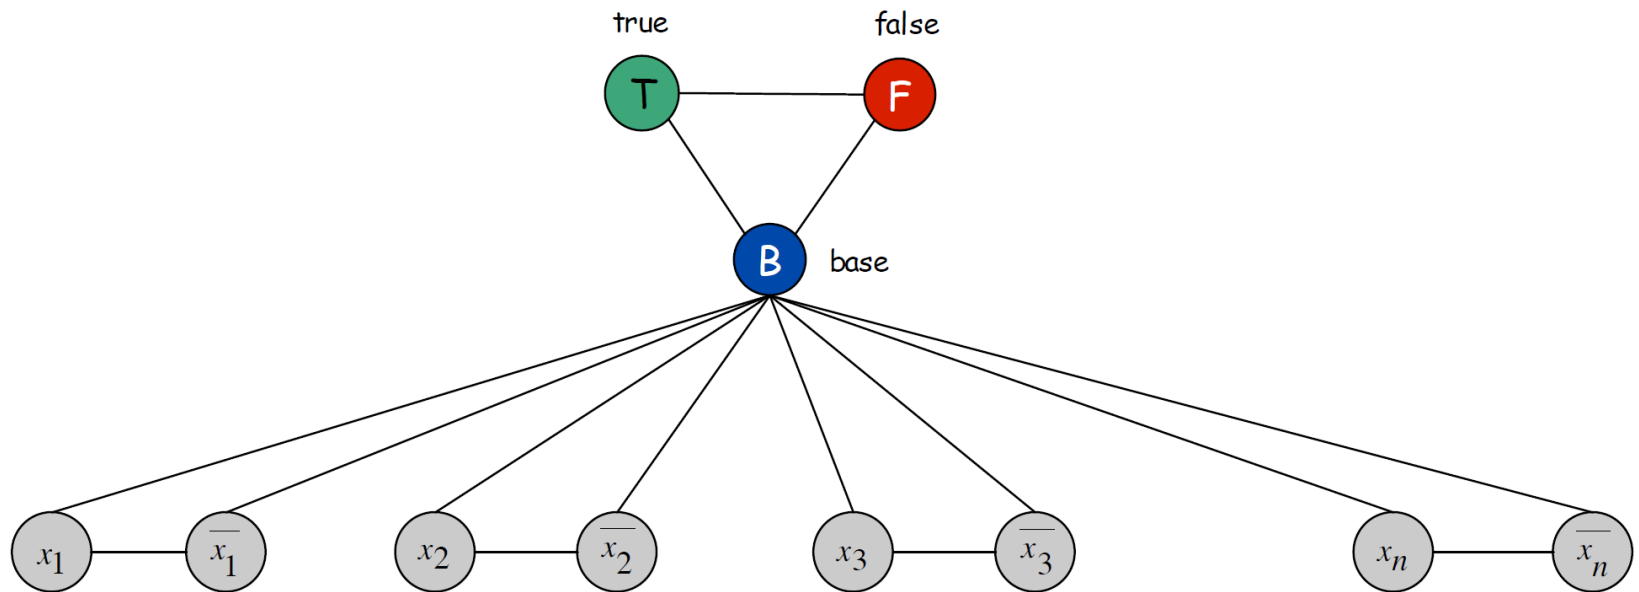 true false
T F
B base
x₁ x̅₁ x₂ x̅₂ x₃ x̅₃ xₙ x̅ₙ